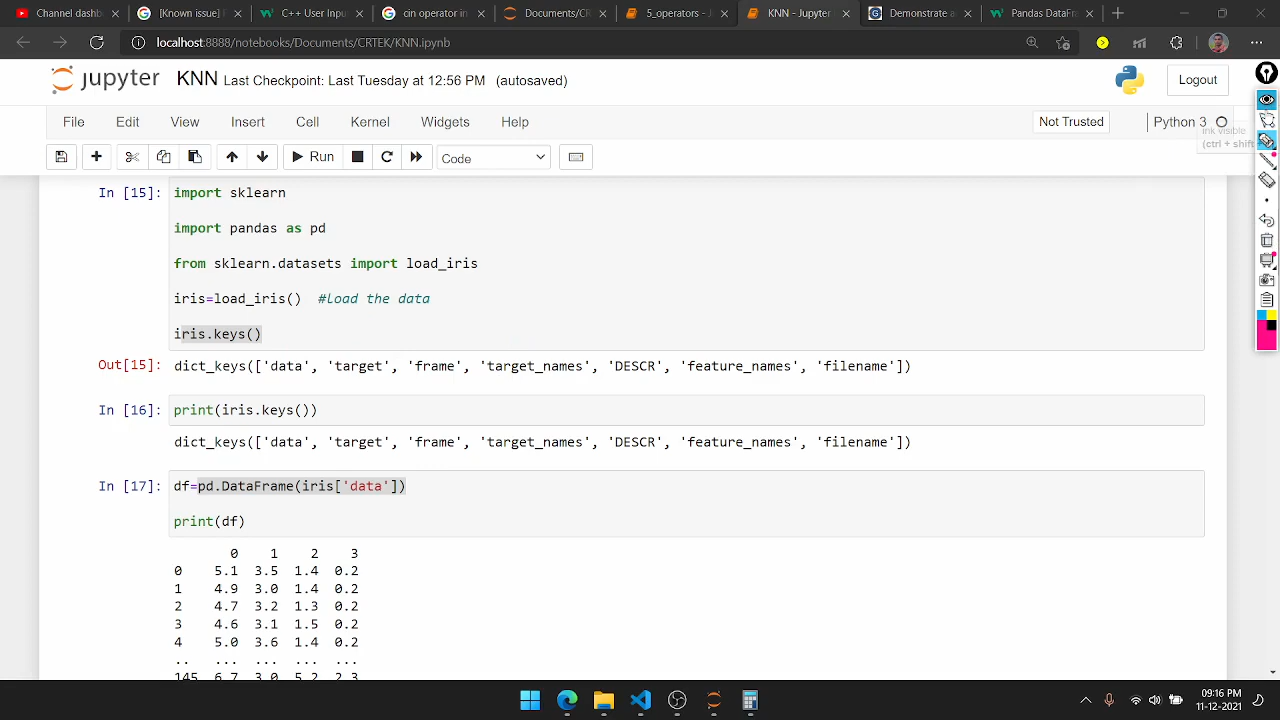 Channel dashb
[Known issue] F
C++ User Inpu
cin operator in
Documents/CR
5_operators - J
KNN - Jupyter
Demonstrate a
Pandas DataFra
localhost:8888/notebooks/Documents/CRTEK/KNN.ipynb
jupyter KNN Last Checkpoint: Last Tuesday at 12:56 PM (autosaved)
Logout
File Edit View Insert Cell Kernel Widgets Help
Not Trusted
Python 3
ink visible
(ctrl + shift
Run
Code
In [15]: import sklearn
import pandas as pd
from sklearn.datasets import load_iris
iris=load_iris() #Load the data
iris.keys()
Out[15]: dict_keys(['data', 'target', 'frame', 'target_names', 'DESCR', 'feature_names', 'filename'])
In [16]: print(iris.keys())
dict_keys(['data', 'target', 'frame', 'target_names', 'DESCR', 'feature_names', 'filename'])
In [17]: df=pd.DataFrame(iris['data'])
print(df)
0 1 2 3
0 5.1 3.5 1.4 0.2
1 4.9 3.0 1.4 0.2
2 4.7 3.2 1.3 0.2
3 4.6 3.1 1.5 0.2
4 5.0 3.6 1.4 0.2
.. ... ... ... ...
145 6.7 3.0 5.2 2.3
09:16 PM
11-12-2021